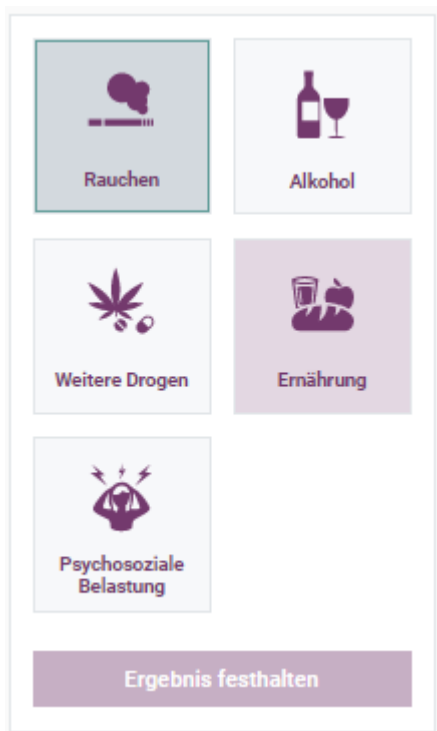 Rauchen
Alkohol
Weitere Drogen
Ernährung
Psychosoziale
Belastung
Ergebnis festhalten